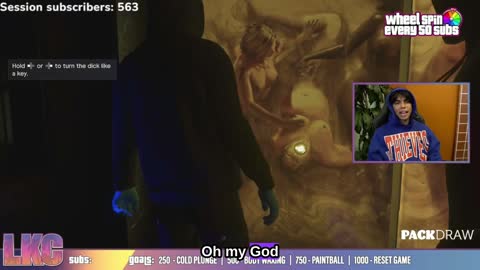 Session subscribers: 563
wheel spin
every 50 subs
Hold or to turn the dick like
a key.
THIEVES
PACKDRAW
LKC subs: goals: 250 - COLD PLUNGE | 500 - BODY WAXING | 750 - PAINTBALL | 1000 - RESET GAME
Oh my God